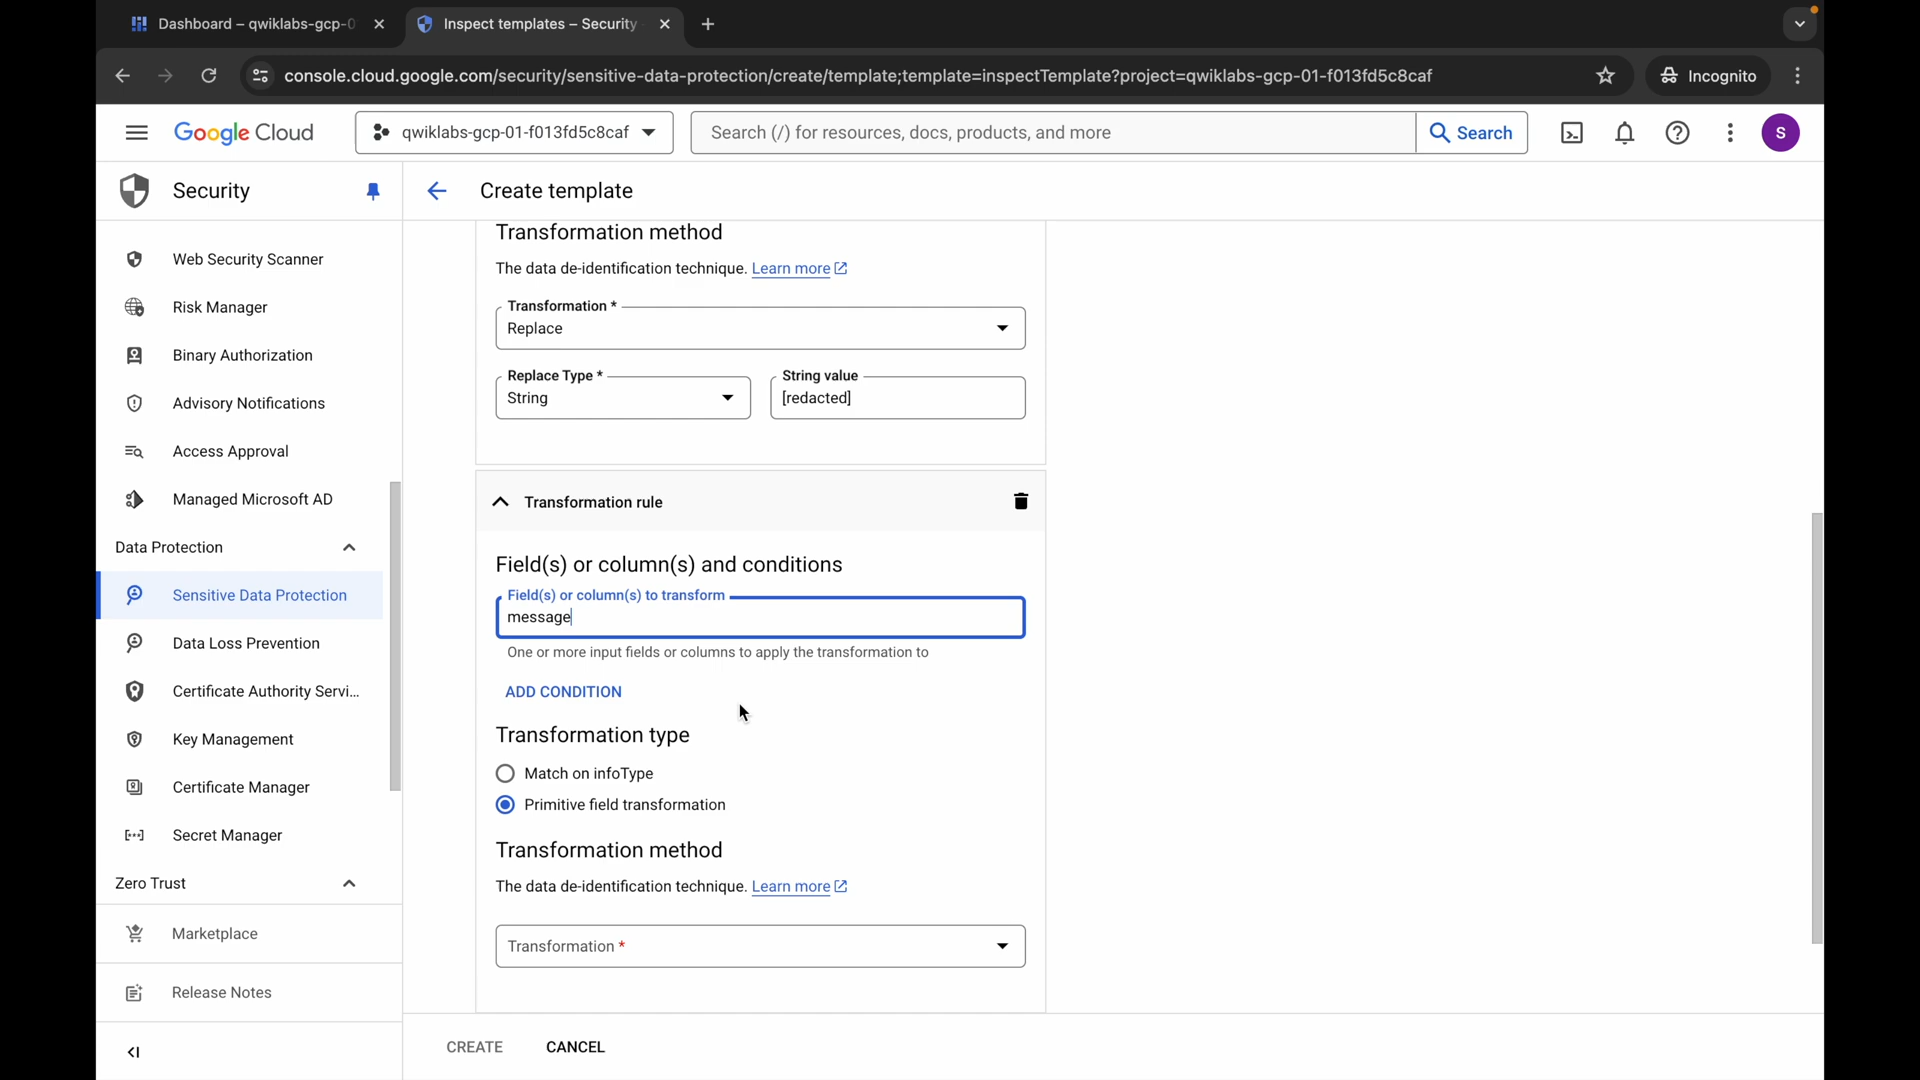 Dashboard – qwiklabs-gcp-0
Inspect templates – Security
console.cloud.google.com/security/sensitive-data-protection/create/template;template=inspectTemplate?project=qwiklabs-gcp-01-f013fd5c8caf
Incognito
Google Cloud
qwiklabs-gcp-01-f013fd5c8caf
Search (/) for resources, docs, products, and more
Search
S
Security
Create template
Web Security Scanner
Risk Manager
Binary Authorization
Advisory Notifications
Access Approval
Managed Microsoft AD
Data Protection
Sensitive Data Protection
Data Loss Prevention
Certificate Authority Servi...
Key Management
Certificate Manager
Secret Manager
Zero Trust
Marketplace
Release Notes
Transformation method
The data de-identification technique. Learn more
Transformation *
Replace
Replace Type *
String
String value
[redacted]
Transformation rule
Field(s) or column(s) and conditions
Field(s) or column(s) to transform
message
One or more input fields or columns to apply the transformation to
ADD CONDITION
Transformation type
Match on infoType
Primitive field transformation
Transformation method
The data de-identification technique. Learn more
Transformation *
CREATE
CANCEL